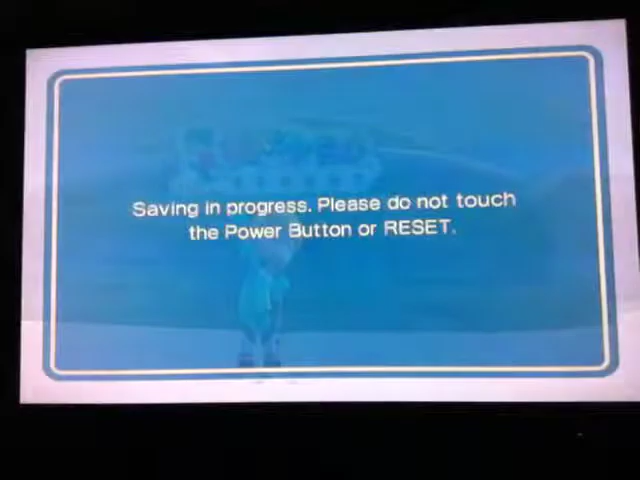 Saving in progress. Please do not touch
the Power Button or RESET.